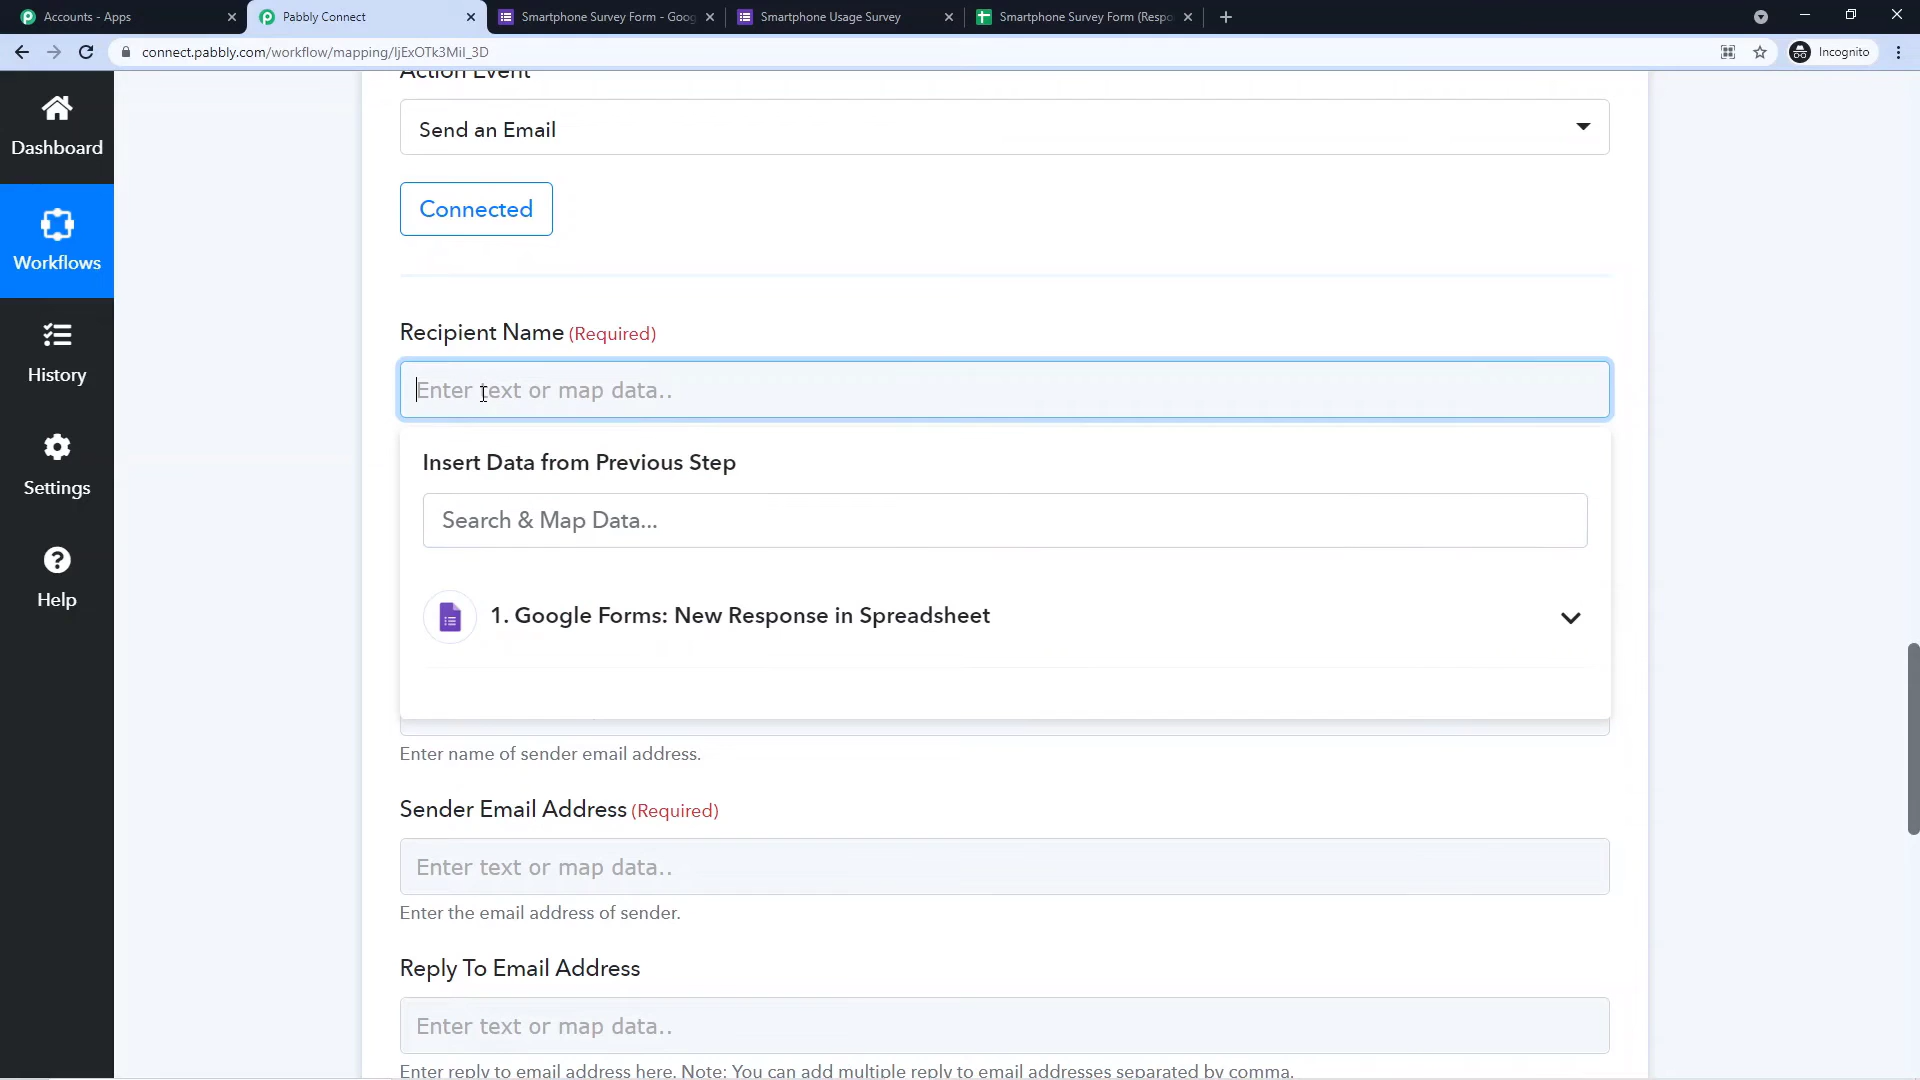 Accounts - Apps
Pabbly Connect
Smartphone Survey Form - Goog
Smartphone Usage Survey
Smartphone Survey Form (Respo
connect.pabbly.com/workflow/mapping/IjExOTk3MiI_3D
Incognito
Dashboard
Workflows
History
Settings
Help
Action Event
Send an Email
Connected
Recipient Name (Required)
Enter text or map data..
Insert Data from Previous Step
Search & Map Data...
1. Google Forms: New Response in Spreadsheet
Enter name of sender email address.
Sender Email Address (Required)
Enter text or map data..
Enter the email address of sender.
Reply To Email Address
Enter text or map data..
Enter reply to email address here. Note: You can add multiple reply to email addresses separated by comma.